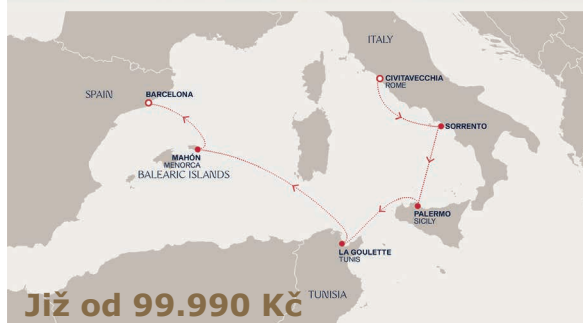 ITALY
CIVITAVECCHIA
ROME
SPAIN
BARCELONA
SORRENTO
MAHÓN
MENORCA
BALEARIC ISLANDS
PALERMO
SICILY
LA GOULETTE
TUNIS
TUNISIA
Již od 99.990 Kč